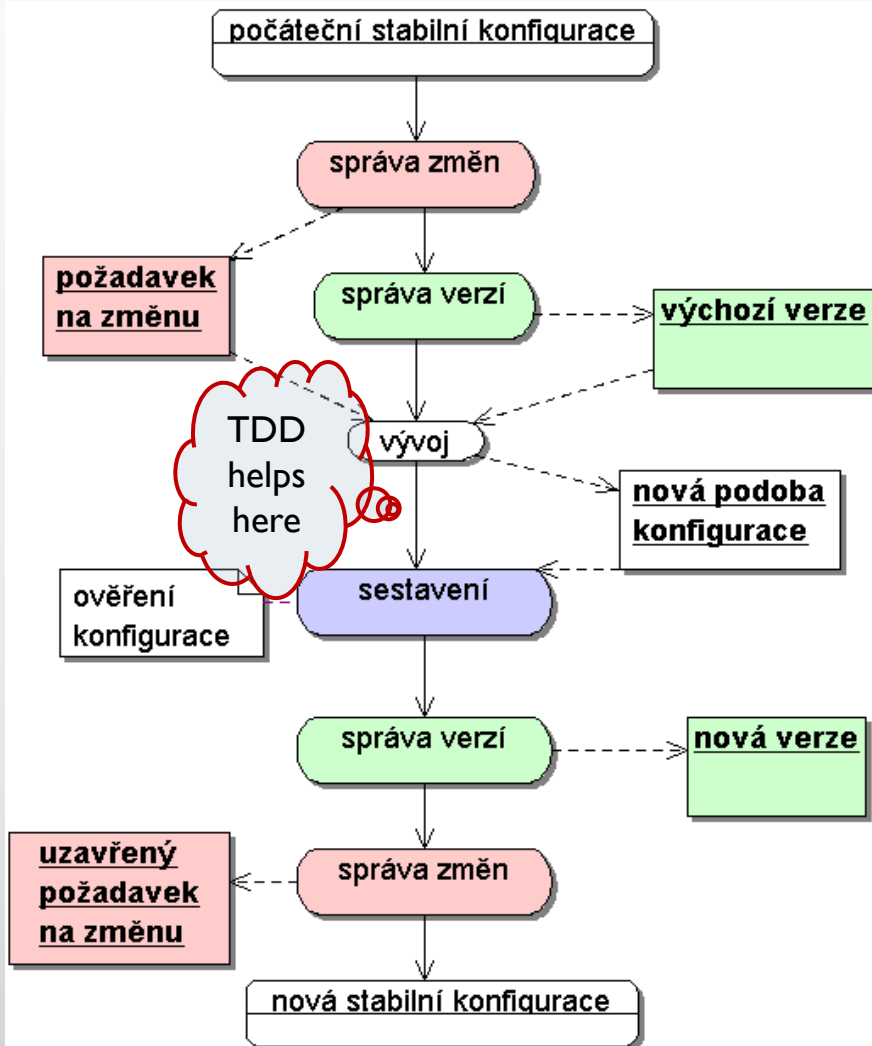 počáteční stabilní konfigurace
správa změn
požadavek
na změnu
správa verzí
výchozí verze
TDD
helps
here
vývoj
nová podoba
konfigurace
ověření
konfigurace
sestavení
správa verzí
nová verze
uzavřený
požadavek
na změnu
správa změn
nová stabilní konfigurace